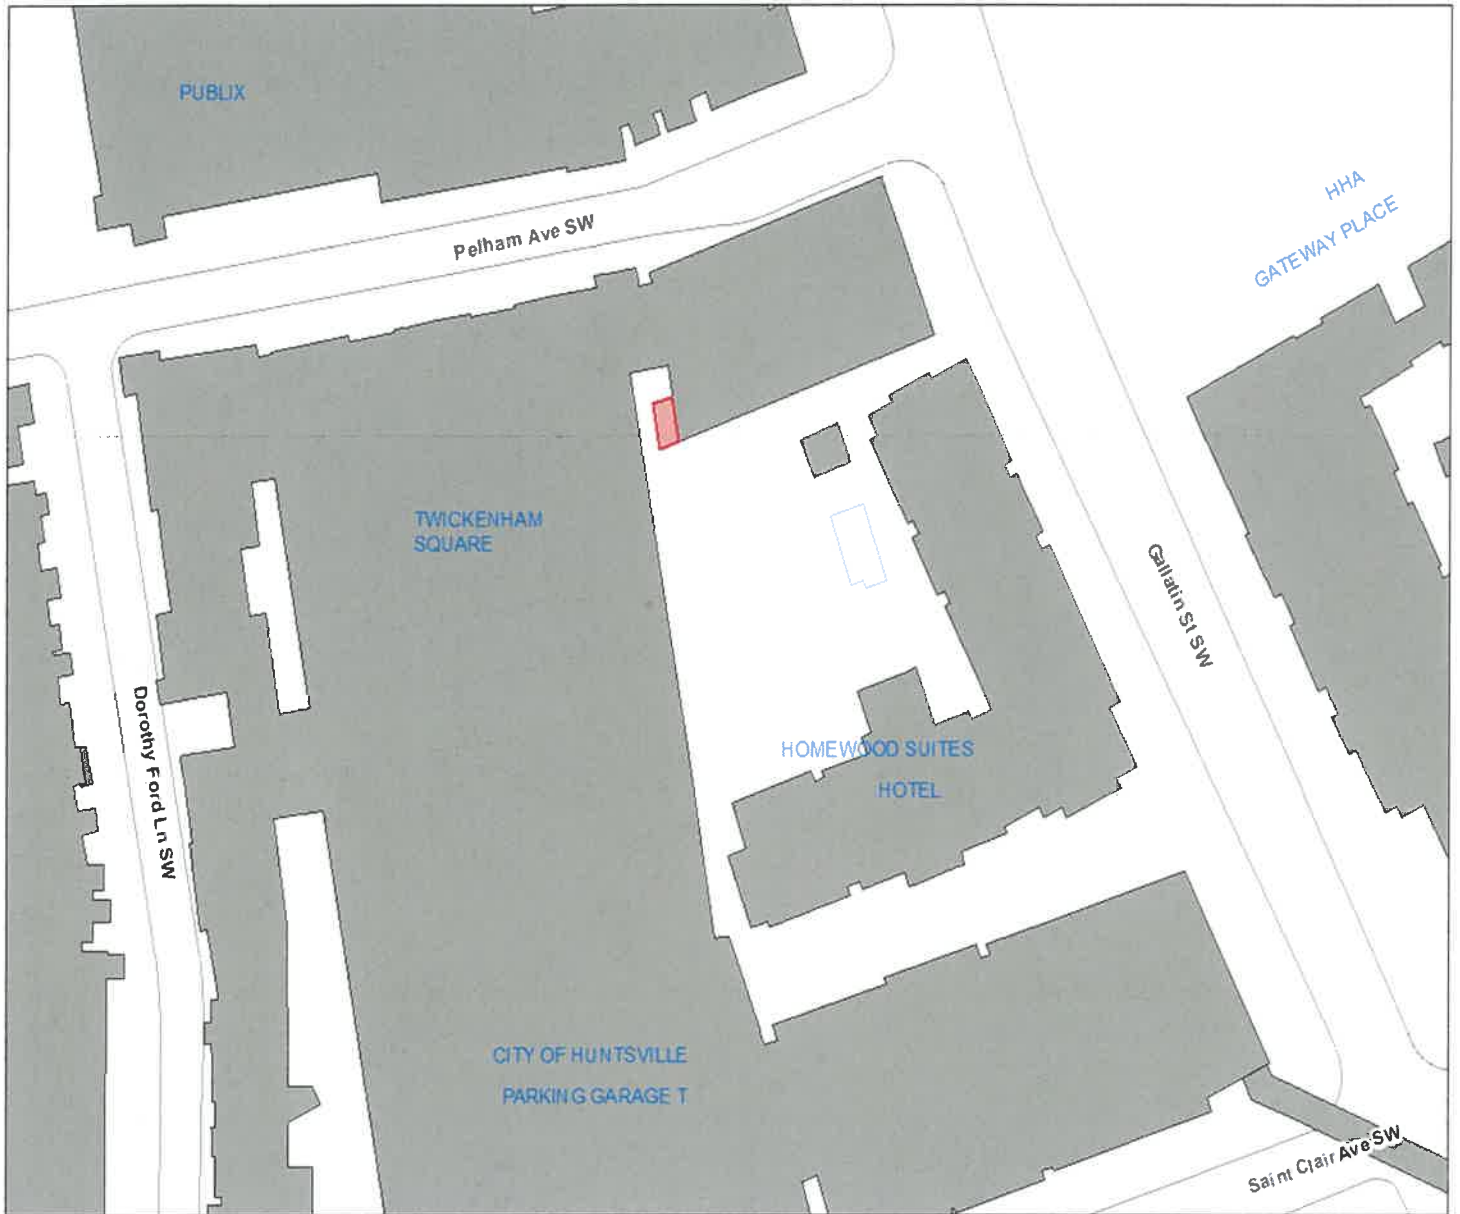 PUBLIX
HHA
GATEWAY PLACE
Pelham Ave SW
TWICKENHAM
SQUARE
Gallatin St SW
Dorothy Ford Ln SW
HOMEWOOD SUITES
HOTEL
CITY OF HUNTSVILLE
PARKING GARAGE T
Saint Clair Ave SW